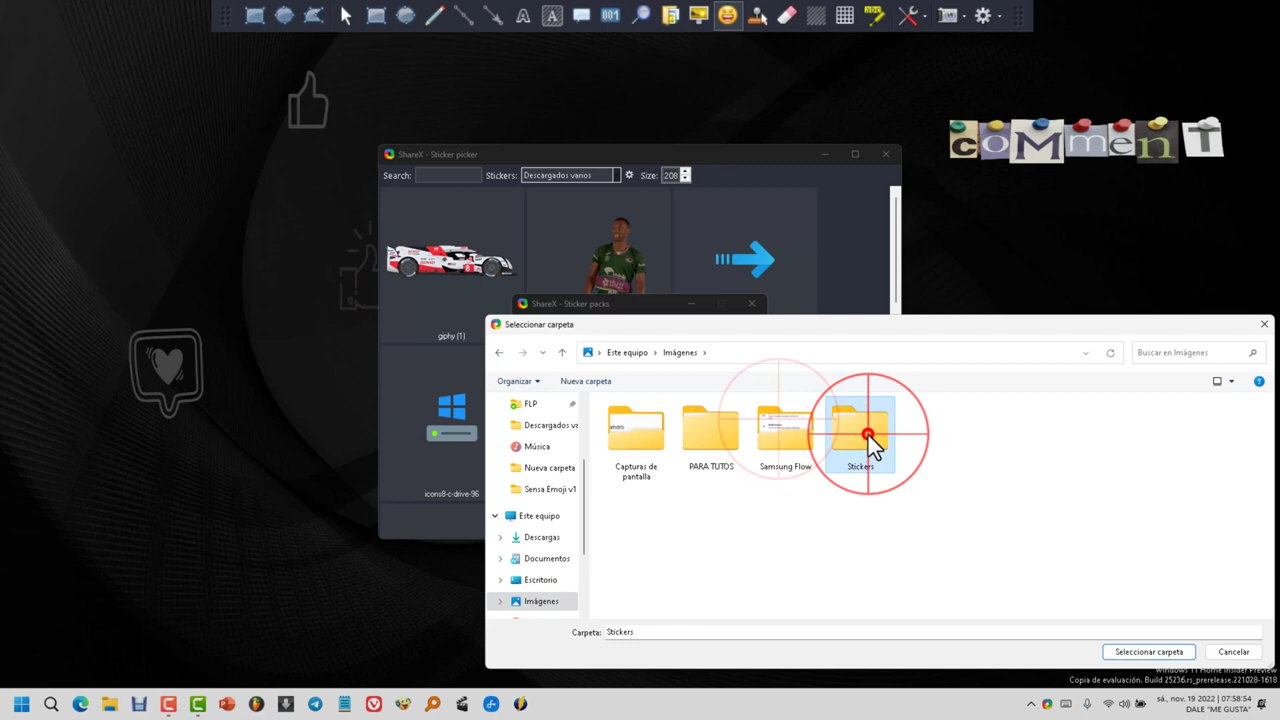 A
A
001
abc
COMMENT
ShareX - Sticker picker
Search:
Stickers:
Descargados varios
Size:
208
8
giphy (1)
icons8-c-drive-96
ShareX - Sticker packs
Seleccionar carpeta
Este equipo
Imágenes
Buscar en Imágenes
Organizar
Nueva carpeta
FLP
Descargados va
Música
Nueva carpeta
Sensa Emoji v1
Este equipo
Descargas
Documentos
Escritorio
Imágenes
Capturas de
pantalla
PARA TUTOS
Samsung Flow
Stickers
Carpeta:
Stickers
Seleccionar carpeta
Cancelar
Windows 11 Home Insider Preview
Copia de evaluación. Build 25236.rs_prerelease.221028-1618
sá., nov. 19 2022
07:58:54
DALE "ME GUSTA"